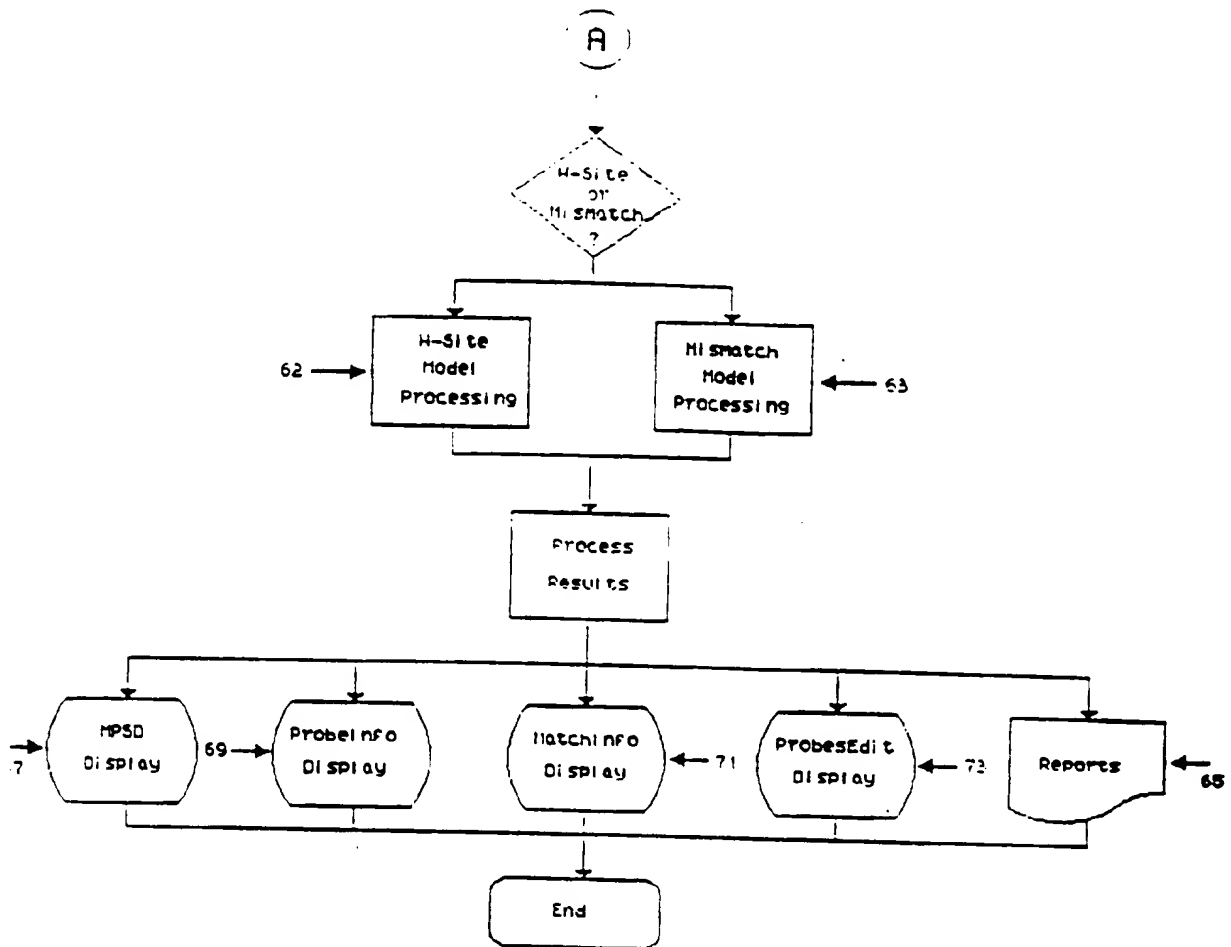 A
H-Site
or
Mismatch
?
H-Site
Model
Processing
Mismatch
Model
Processing
62
63
Process
Results
MPSD
Display
ProbeInfo
Display
MatchInfo
Display
ProbesEdit
Display
Reports
7
69
71
73
65
End